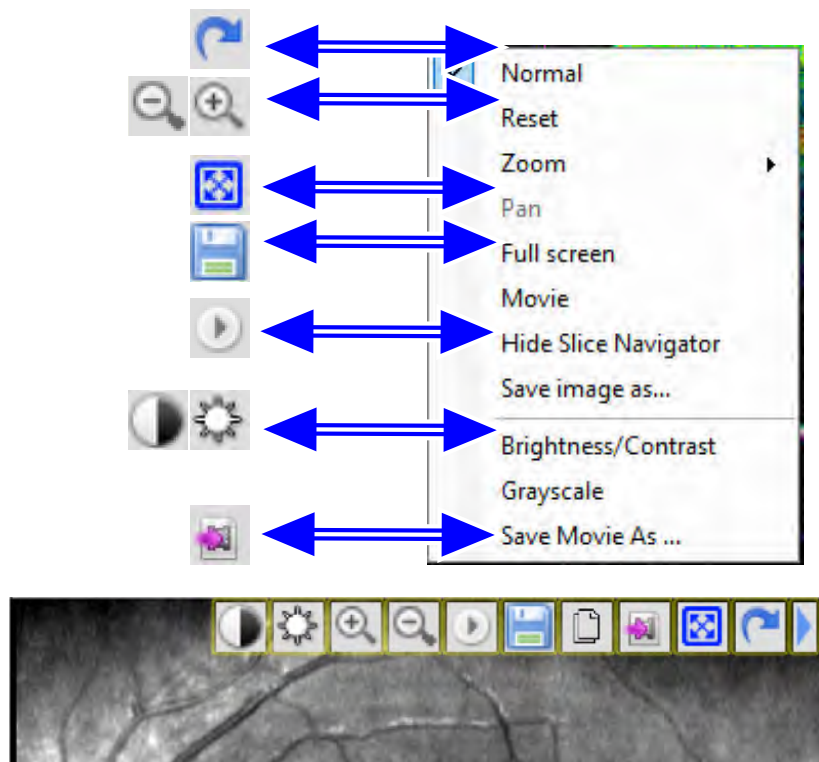 Normal
Reset
Zoom
Pan
Full screen
Movie
Hide Slice Navigator
Save image as...
Brightness/Contrast
Grayscale
Save Movie As ...